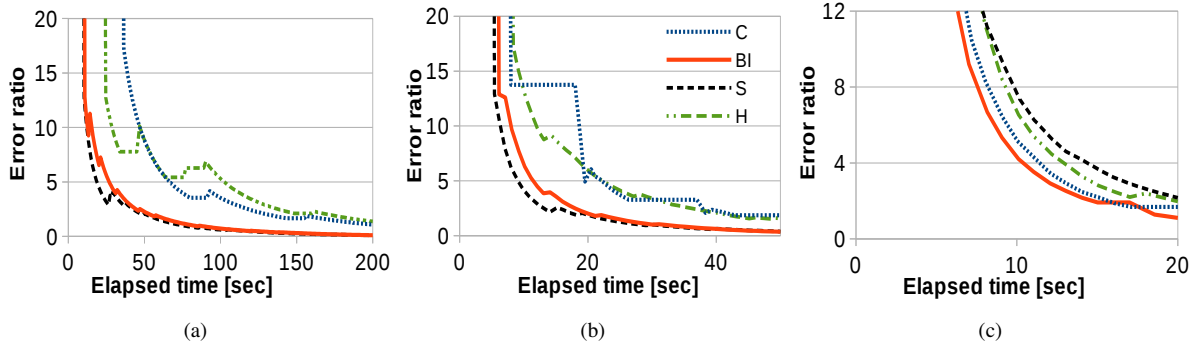 Error ratio
20
15
10
5
0
0 50 100 150 200
Elapsed time [sec]
(a)
Error ratio
20
15
10
5
0
0 20 40
Elapsed time [sec]
C
BI
S
H
(b)
Error ratio
12
8
4
0
0 10 20
Elapsed time [sec]
(c)